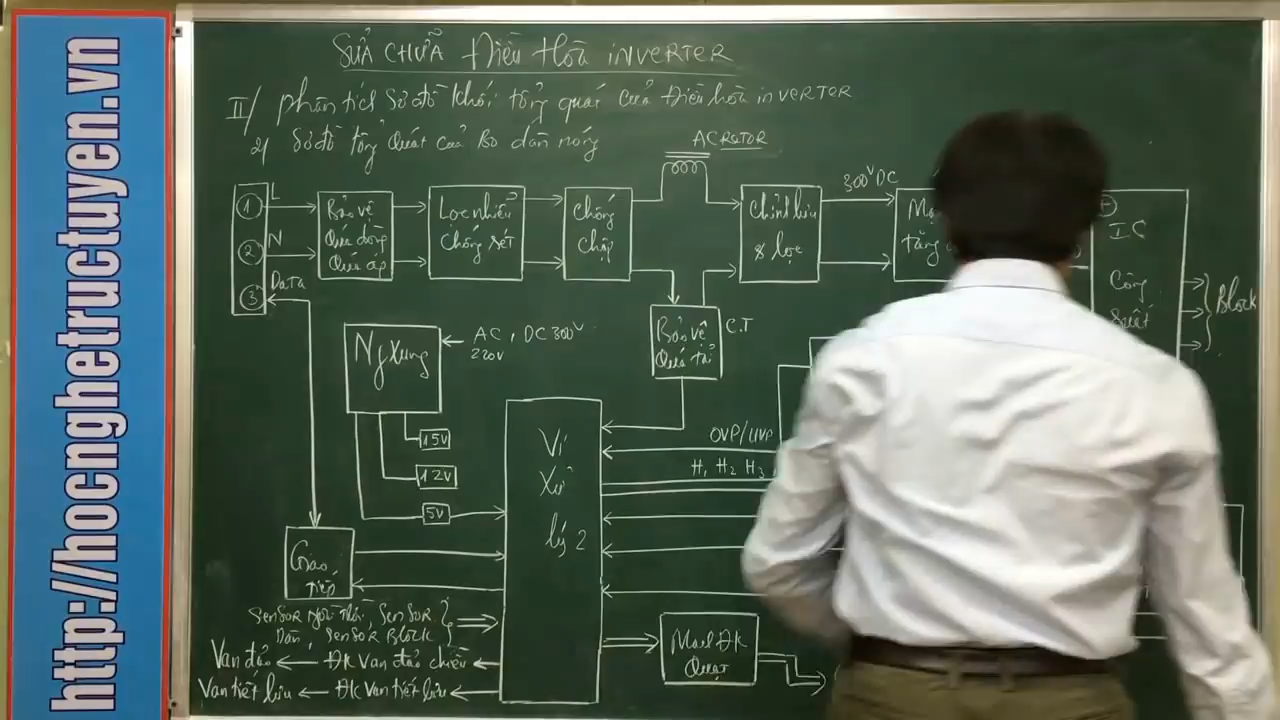 http://hocnghetructuyen.vn
SỬA CHỮA Điều Hòa iNVERTER
II/ phân tích sơ đồ khối tổng quát của Điều hòa iNVERTER
2/ Sơ đồ tổng quát của Bo dàn nóng
AC RƠTOR
1 L
2 N
3 DaTa
Bảo vệ
Quá dòng
Quá áp
Lọc nhiễu
chống sét
Chống
chập
Chỉnh lưu
& lọc
300V DC
tăng
+
IC
Công
Suất
Block
Bảo vệ
Quá tải
C.T
Ng Xung
AC, DC 300V
220V
15V
12V
5V
Vi
Xử
lý 2
OVP/UVP
H1 H2 H3
Giao
tiếp
SENSOR Ngoài trời, SENSOR
Dàn, SENSOR Block
Van đảo ← ĐK Van đảo chiều
Van tiết lưu ← ĐK Van tiết lưu
Mạch ĐK
Quạt